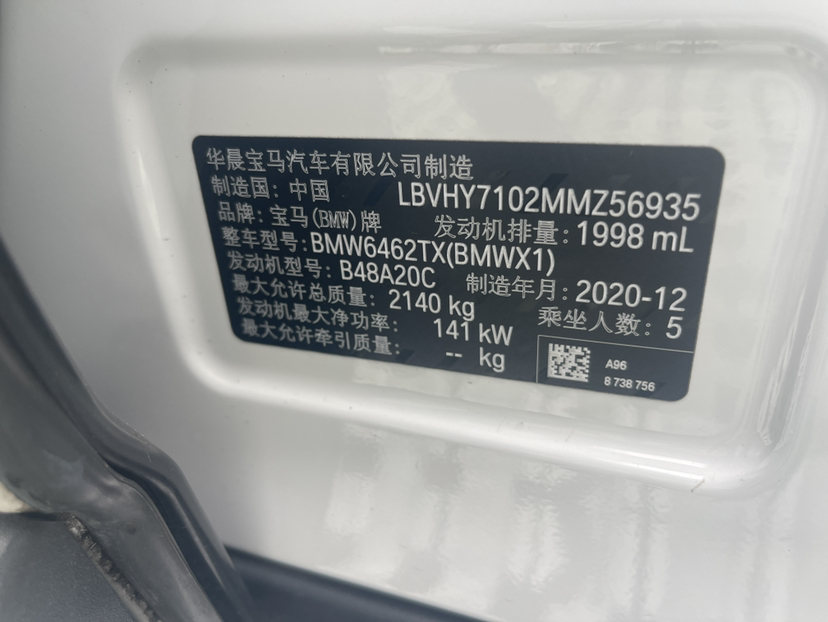 华晨宝马汽车有限公司制造
制造国: 中国 LBVHY7102MMZ56935
品牌: 宝马(BMW)牌 发动机排量: 1998 mL
整车型号: BMW6462TX(BMWX1)
发动机型号: B48A20C 制造年月: 2020-12
最大允许总质量: 2140 kg 乘坐人数: 5
发动机最大净功率: 141 kW
最大允许牵引质量: -- kg
A96
8 738 756